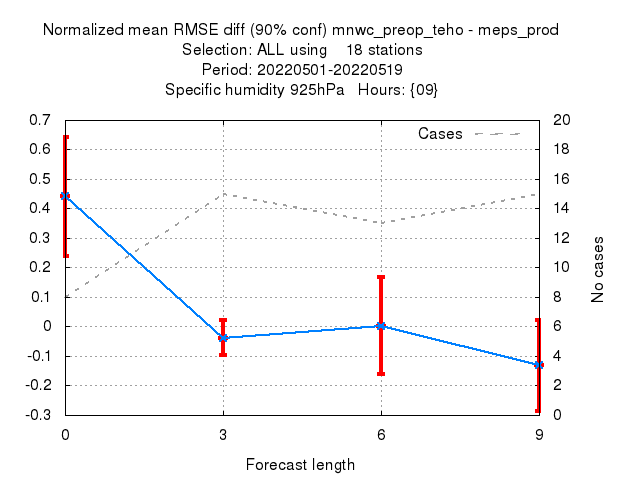 Normalized mean RMSE diff (90% conf) mnwc_preop_teho - meps_prod
Selection: ALL using    18 stations
Period: 20220501-20220519
Specific humidity 925hPa   Hours: {09}
0.7
0.6
0.5
0.4
0.3
0.2
0.1
0
-0.1
-0.2
-0.3
Cases
20
18
16
14
12
10
8
6
4
2
0
No cases
0 3 6 9
Forecast length